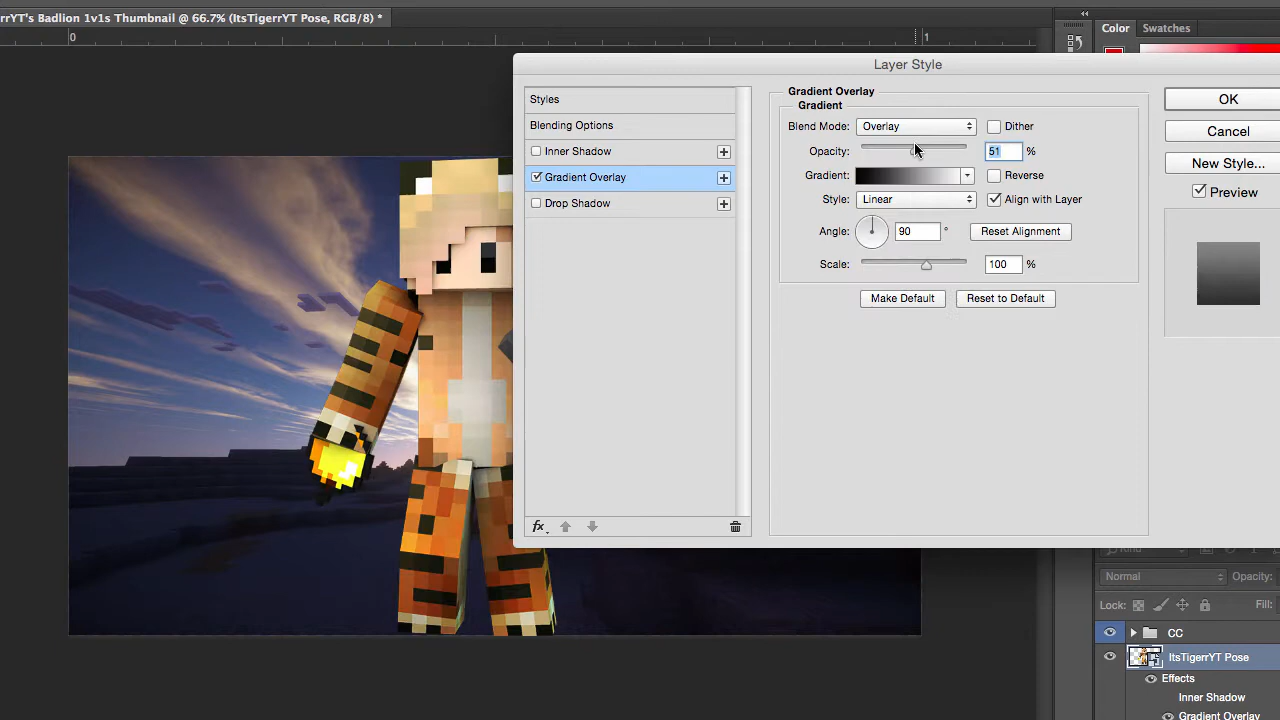 rrYT's Badlion 1v1s Thumbnail @ 66.7% (ItsTigerrYT Pose, RGB/8) *
0
1
Color
Swatches
Layer Style
Styles
Blending Options
Inner Shadow
Gradient Overlay
Drop Shadow
fx
Gradient Overlay
Gradient
Blend Mode: Overlay Dither
Opacity: 51 %
Gradient: Reverse
Style: Linear Align with Layer
Angle: 90 ° Reset Alignment
Scale: 100 %
Make Default Reset to Default
OK
Cancel
New Style...
Preview
Kind
Normal Opacity:
Lock: Fill:
CC
ItsTigerrYT Pose
Effects
Inner Shadow
Gradient Overlay